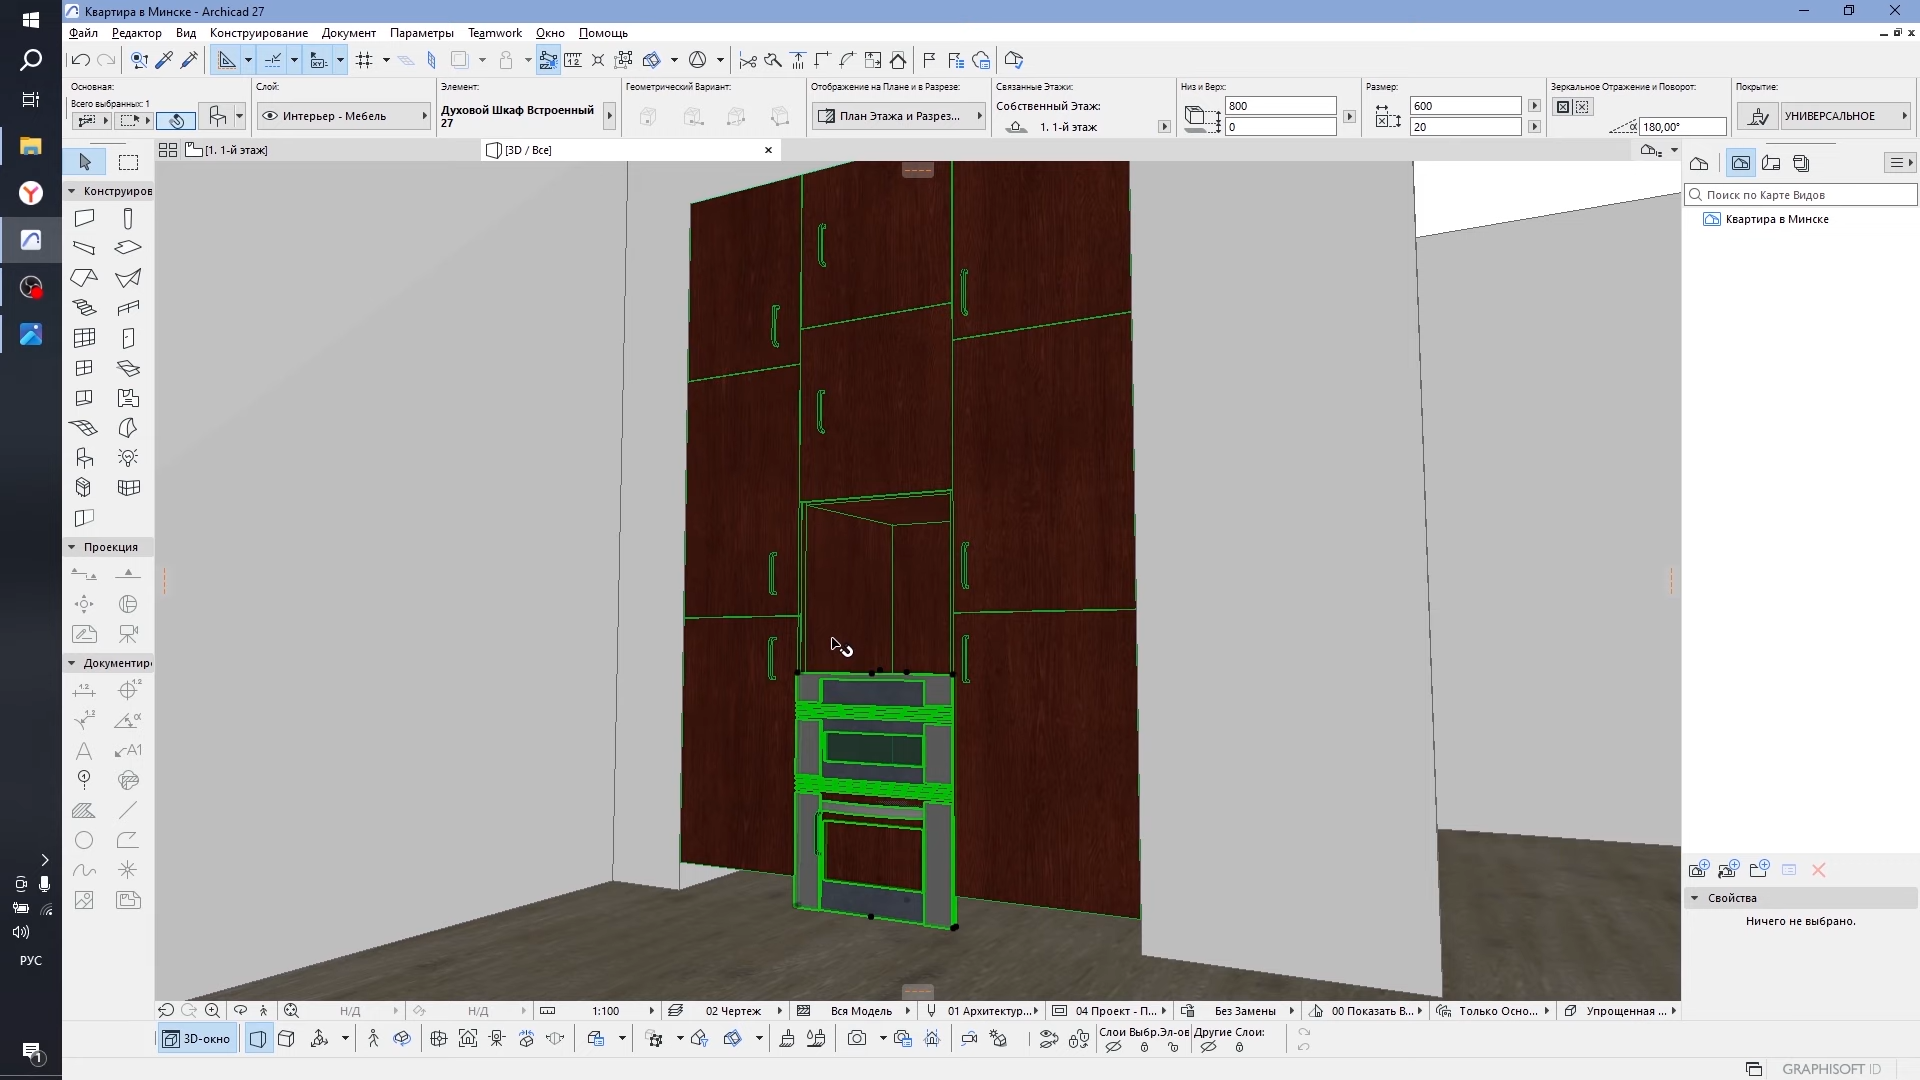 Квартира в Минске - Archicad 27
Файл Редактор Вид Конструирование Документ Параметры Teamwork Окно Помощь
Основная:
Всего выбранных: 1
Слой:
Интерьер - Мебель
Элемент:
Духовой Шкаф Встроенный 27
Геометрический Вариант:
Отображение на Плане и в Разрезе:
План Этажа и Разрез...
Связанные Этажи:
Собственный Этаж:
1. 1-й этаж
Низ и Верх:
800
0
Размер:
600
20
Зеркальное Отражение и Поворот:
180,00°
Покрытие:
УНИВЕРСАЛЬНОЕ
[1. 1-й этаж]
[3D / Все]
Конструиров
Проекция
Документир
Поиск по Карте Видов
Квартира в Минске
Свойства
Ничего не выбрано.
РУС
Н/Д
Н/Д
1:100
02 Чертеж
Вся Модель
01 Архитектур...
04 Проект - П...
Без Замены
00 Показать В...
Только Осно...
Упрощенная ...
3D-окно
Слои Выбр.Эл-ов
Другие Слои:
GRAPHISOFT ID